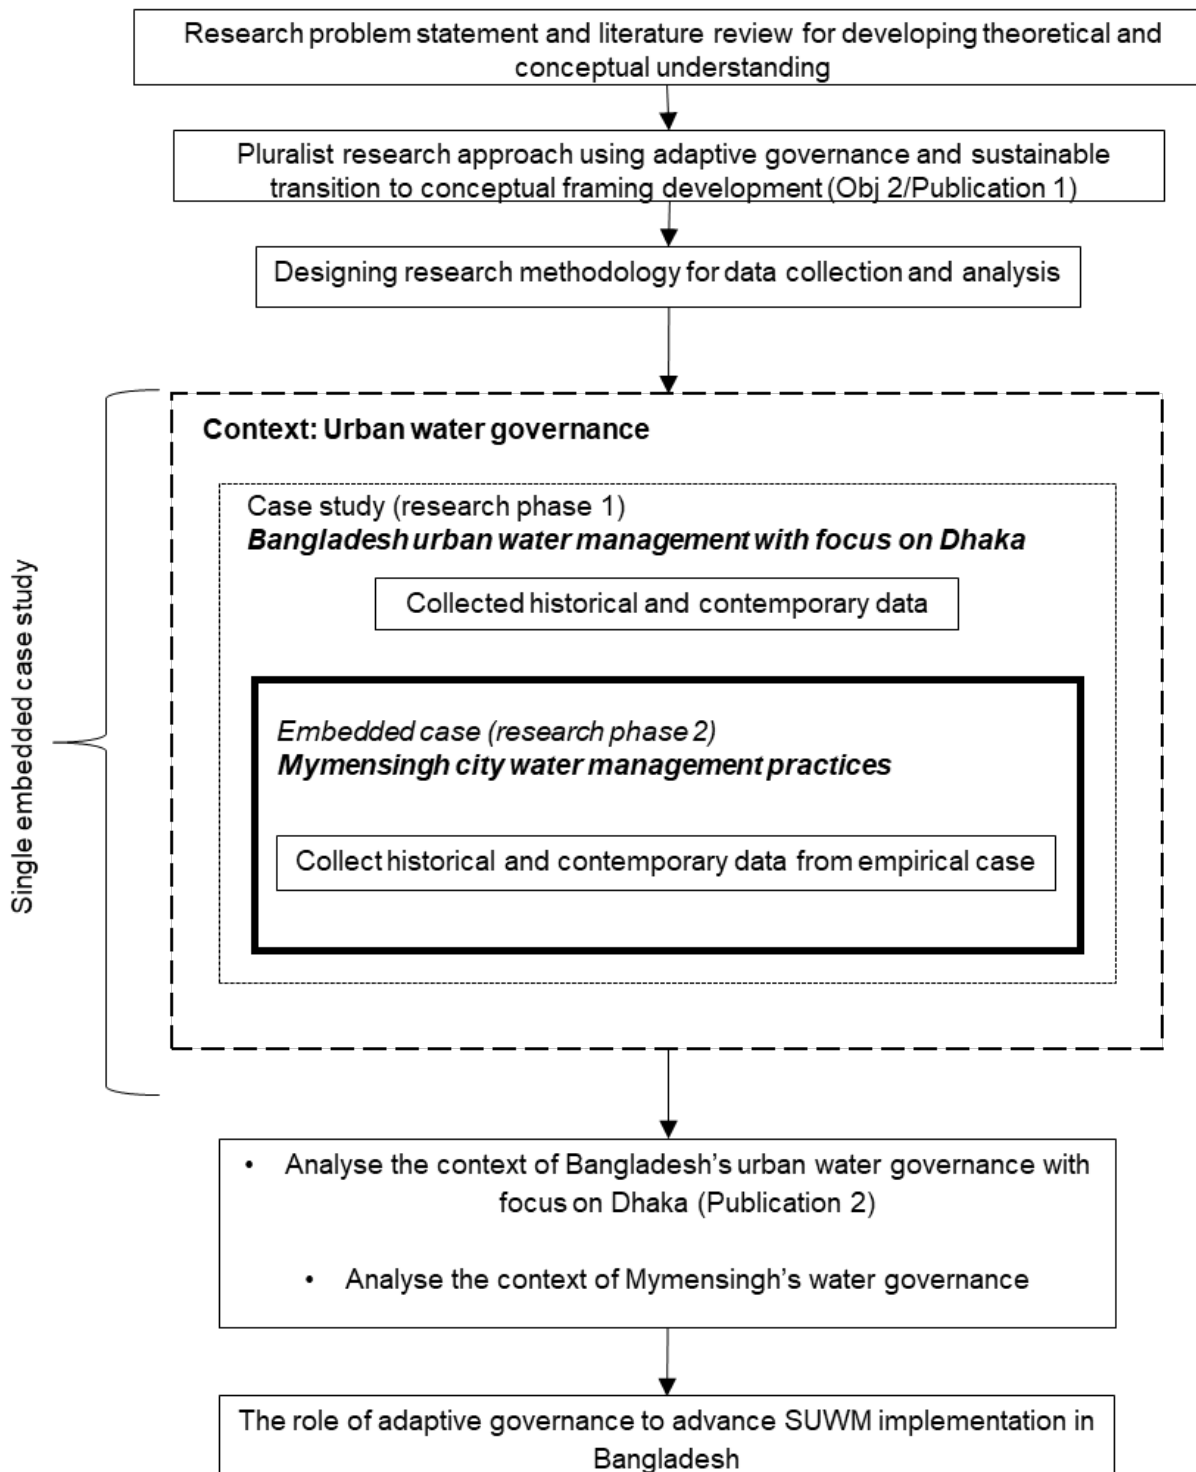 Research problem statement and literature review for developing theoretical and
conceptual understanding
Pluralist research approach using adaptive governance and sustainable
transition to conceptual framing development (Obj 2/Publication 1)
Designing research methodology for data collection and analysis
Single embedded case study
Context: Urban water governance
Case study (research phase 1)
Bangladesh urban water management with focus on Dhaka
Collected historical and contemporary data
Embedded case (research phase 2)
Mymensingh city water management practices
Collect historical and contemporary data from empirical case
• Analyse the context of Bangladesh’s urban water governance with
focus on Dhaka (Publication 2)
• Analyse the context of Mymensingh’s water governance
The role of adaptive governance to advance SUWM implementation in
Bangladesh